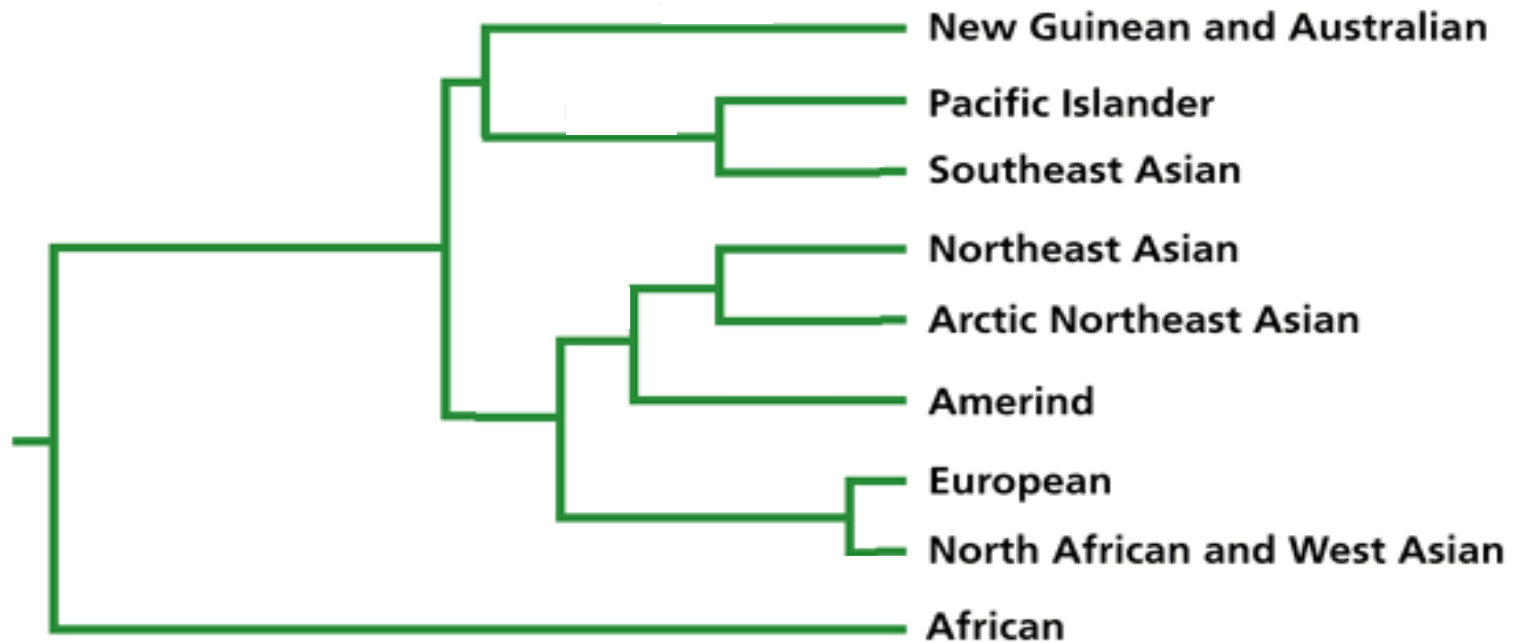 New Guinean and Australian
Pacific Islander
Southeast Asian
Northeast Asian
Arctic Northeast Asian
Amerind
European
North African and West Asian
African